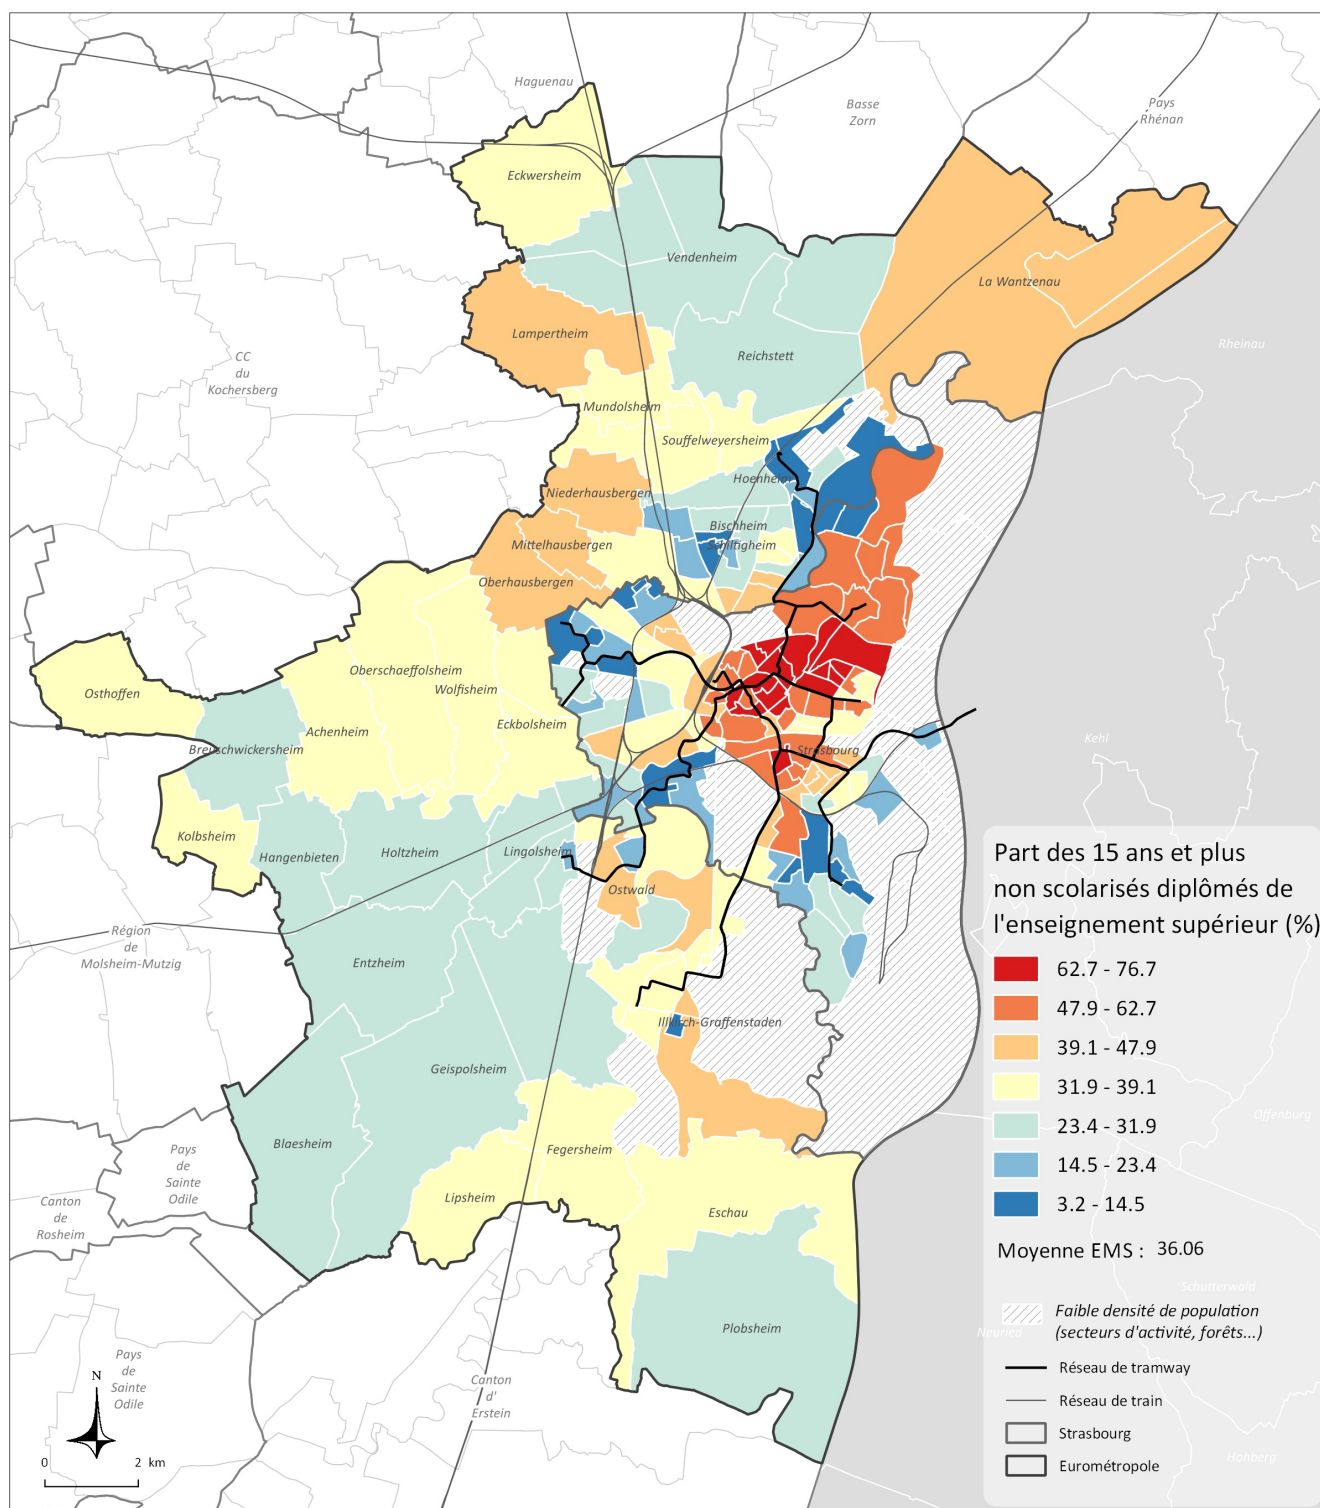 Haguenau
Basse
Zorn
Pays
Rhénan
Eckwersheim
Vendenheim
La Wantzenau
Lampertheim
Reichstett
Rheinau
CC
du
Kochersberg
Mundolsheim
Souffelweyersheim
Hoenheim
Niederhausbergen
Bischheim
Mittelhausbergen
Schiltigheim
Oberhausbergen
Oberschaeffolsheim
Wolfisheim
Osthoffen
Achenheim
Eckbolsheim
Breuschwickersheim
Strasbourg
Kehl
Kolbsheim
Hangenbieten
Holtzheim
Lingolsheim
Ostwald
Région
de
Molsheim-Mutzig
Entzheim
Illkirch-Graffenstaden
Geispolsheim
Blaesheim
Fegersheim
Lipsheim
Eschau
Plobsheim
Pays
de
Sainte
Odile
Canton
de
Rosheim
Pays
de
Sainte
Odile
Canton
d'
Erstein
N
0 2 km
Part des 15 ans et plus
non scolarisés diplômés de
l'enseignement supérieur (%)
62.7 - 76.7
47.9 - 62.7
39.1 - 47.9
31.9 - 39.1
23.4 - 31.9
14.5 - 23.4
3.2 - 14.5
Offenburg
Moyenne EMS : 36.06
Schutterwald
Faible densité de population
(secteurs d'activité, forêts...)
Neuried
Réseau de tramway
Réseau de train
Strasbourg
Hohberg
Eurométropole